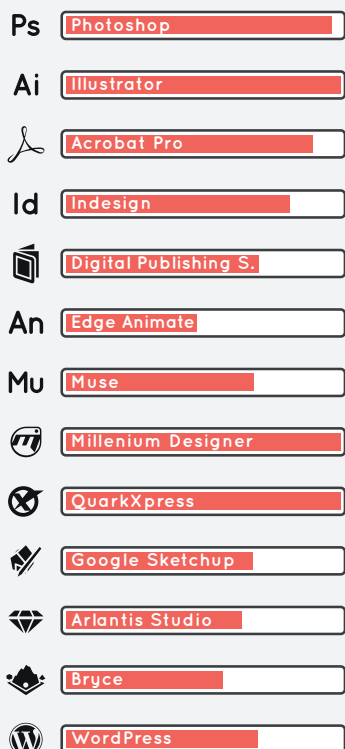 Ps Photoshop
Ai Illustrator
Acrobat Pro
Id Indesign
Digital Publishing S.
An Edge Animate
Mu Muse
Millenium Designer
QuarkXpress
Google Sketchup
Arlantis Studio
Bryce
WordPress